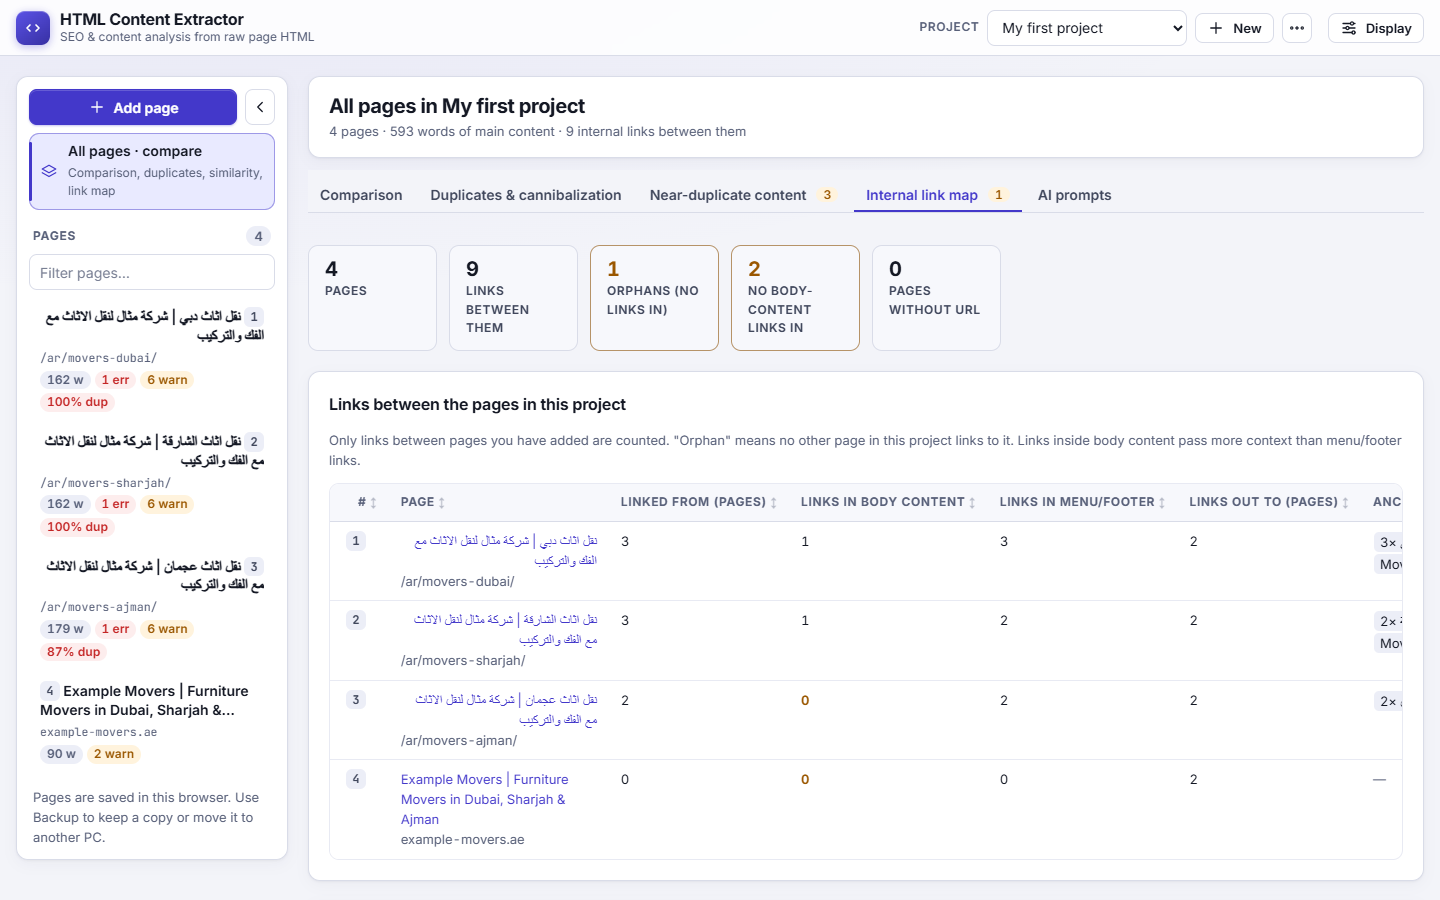 HTML Content Extractor
SEO & content analysis from raw page HTML
PROJECT
My first project
New
Display
Add page
All pages · compare
Comparison, duplicates, similarity,
link map
PAGES
4
Filter pages...
1 نقل اثاث دبي | شركة مثال لنقل الاثاث مع
الفك والتركيب
/ar/movers-dubai/
162 w 1 err 6 warn
100% dup
2 نقل اثاث الشارقة | شركة مثال لنقل الاثاث
مع الفك والتركيب
/ar/movers-sharjah/
162 w 1 err 6 warn
100% dup
3 نقل اثاث عجمان | شركة مثال لنقل الاثاث
مع الفك والتركيب
/ar/movers-ajman/
179 w 1 err 6 warn
87% dup
4 Example Movers | Furniture
Movers in Dubai, Sharjah &...
example-movers.ae
90 w 2 warn
Pages are saved in this browser. Use
Backup to keep a copy or move it to
another PC.
All pages in My first project
4 pages · 593 words of main content · 9 internal links between them
Comparison Duplicates & cannibalization Near-duplicate content 3 Internal link map 1 AI prompts
4
PAGES
9
LINKS
BETWEEN
THEM
1
ORPHANS (NO
LINKS IN)
2
NO BODY-
CONTENT
LINKS IN
0
PAGES
WITHOUT URL
Links between the pages in this project
Only links between pages you have added are counted. "Orphan" means no other page in this project links to it. Links inside body content pass more context than menu/footer
links.
# PAGE LINKED FROM (PAGES) LINKS IN BODY CONTENT LINKS IN MENU/FOOTER LINKS OUT TO (PAGES)
1
نقل اثاث دبي | شركة مثال لنقل الاثاث مع
الفك والتركيب
/ar/movers-dubai/
3 1 3 2 3×
2
نقل اثاث الشارقة | شركة مثال لنقل الاثاث
مع الفك والتركيب
/ar/movers-sharjah/
3 1 2 2 2×
3
نقل اثاث عجمان | شركة مثال لنقل الاثاث
مع الفك والتركيب
/ar/movers-ajman/
2 0 2 2 2×
4
Example Movers | Furniture
Movers in Dubai, Sharjah &
Ajman
example-movers.ae
0 0 0 2 —